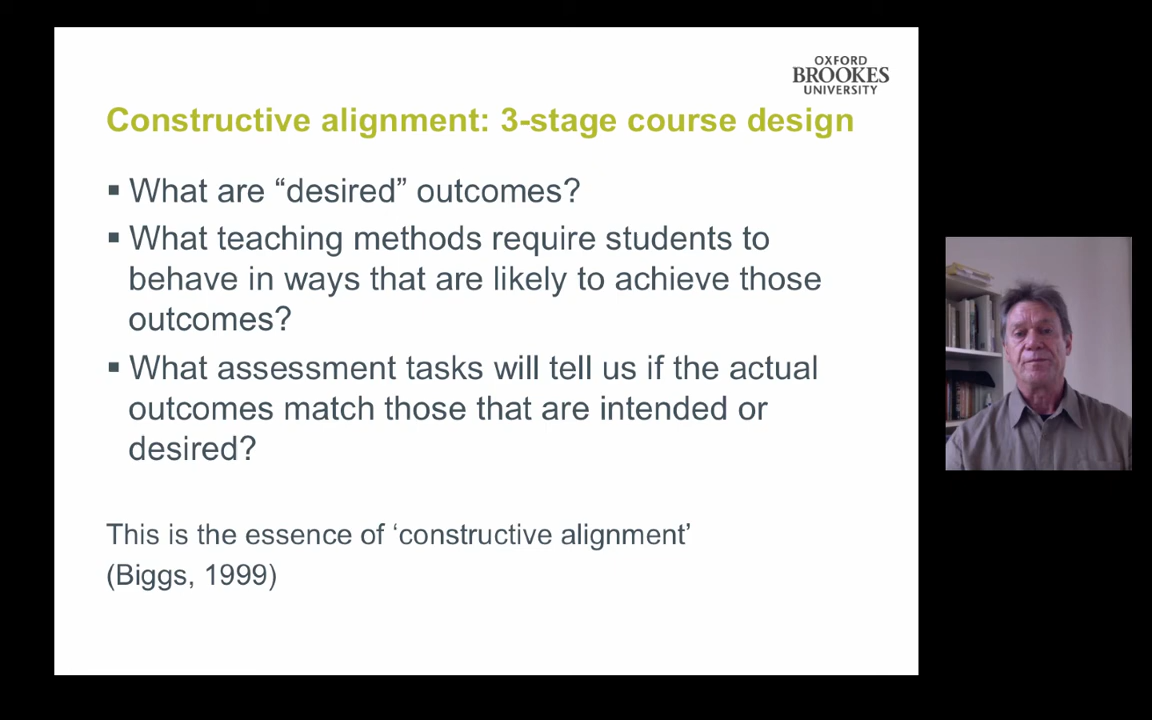 OXFORD
BROOKES
UNIVERSITY
Constructive alignment: 3-stage course design
▪ What are “desired” outcomes?
▪ What teaching methods require students to
behave in ways that are likely to achieve those
outcomes?
▪ What assessment tasks will tell us if the actual
outcomes match those that are intended or
desired?
This is the essence of ‘constructive alignment’
(Biggs, 1999)